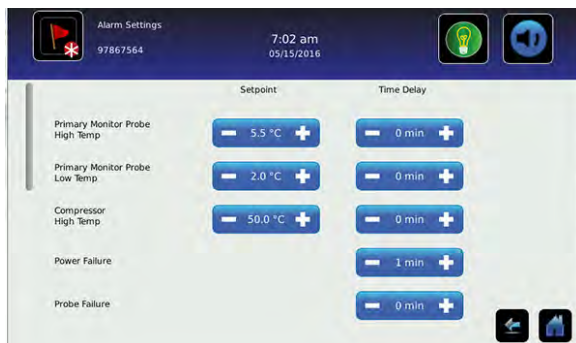 Alarm Settings
97867564
7:02 am
05/15/2016
Setpoint
Time Delay
Primary Monitor Probe
High Temp
5.5 °C
0 min
Primary Monitor Probe
Low Temp
2.0 °C
0 min
Compressor
High Temp
50.0 °C
0 min
Power Failure
1 min
Probe Failure
0 min